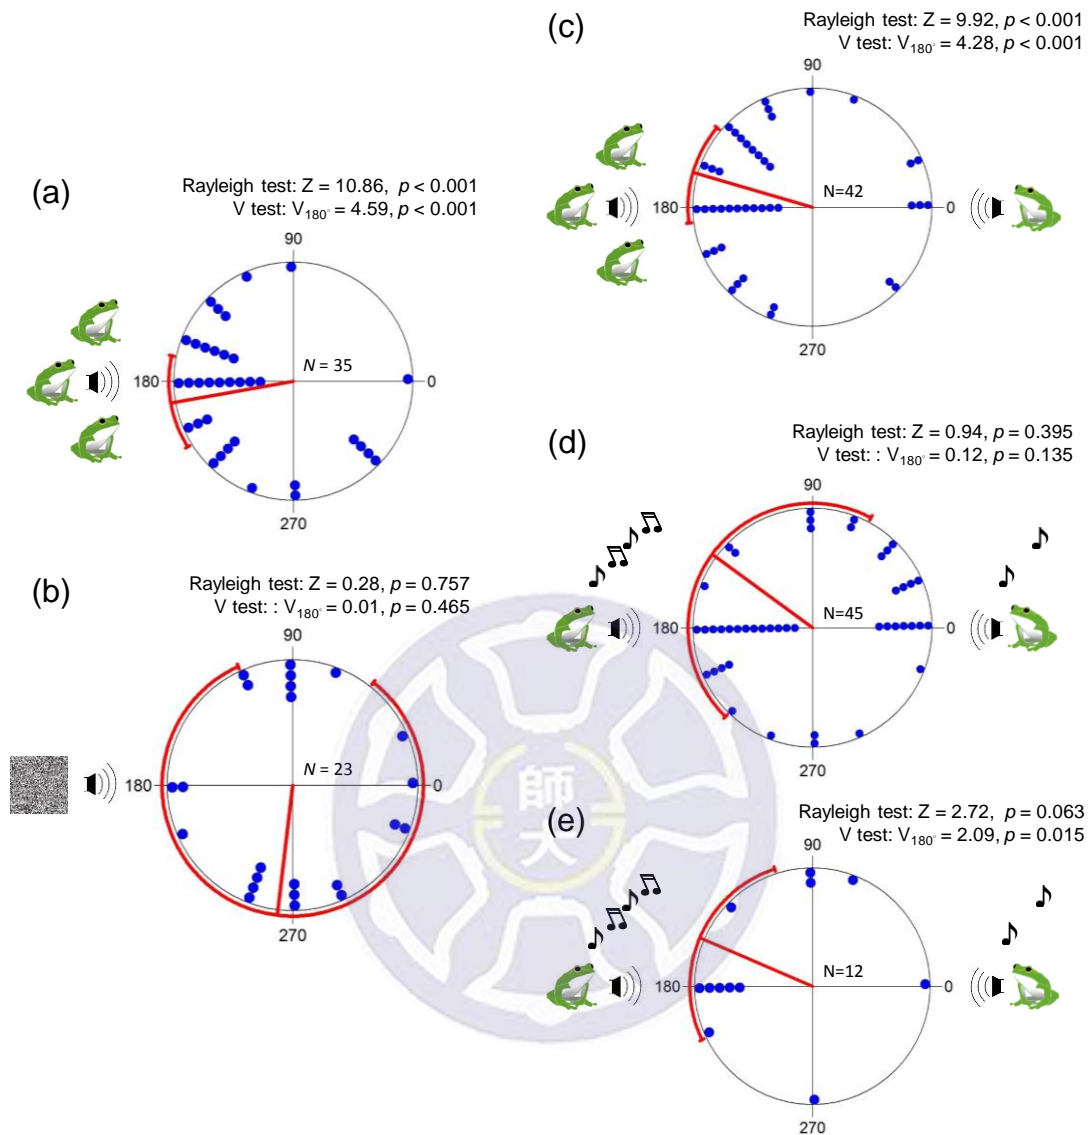 (a)
Rayleigh test: Z = 10.86, p < 0.001
V test: V180° = 4.59, p < 0.001
90
180
N = 35
0
270
(b)
Rayleigh test: Z = 0.28, p = 0.757
V test: : V180° = 0.01, p = 0.465
90
180
N = 23
0
270
(c)
Rayleigh test: Z = 9.92, p < 0.001
V test: V180° = 4.28, p < 0.001
90
N=42
180
0
270
(d)
Rayleigh test: Z = 0.94, p = 0.395
V test: : V180° = 0.12, p = 0.135
90
N=45
180
0
270
(e)
Rayleigh test: Z = 2.72, p = 0.063
V test: V180° = 2.09, p = 0.015
90
N=12
180
0
270
師
大